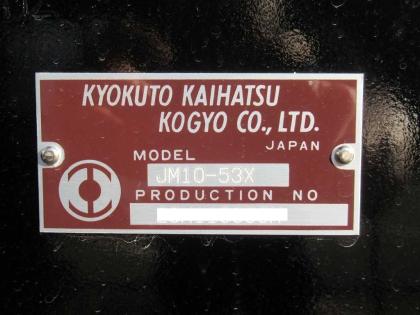 KYOKUTO KAIHATSU
KOGYO CO., LTD.
JAPAN
MODEL
JM10-53X
PRODUCTION NO